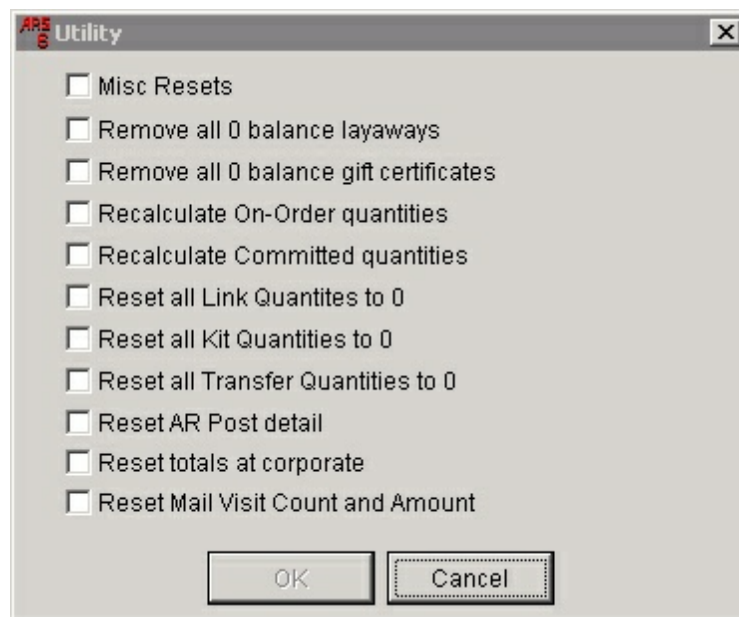 ARS
6
Utility
Misc Resets
Remove all 0 balance layaways
Remove all 0 balance gift certificates
Recalculate On-Order quantities
Recalculate Committed quantities
Reset all Link Quantites to 0
Reset all Kit Quantities to 0
Reset all Transfer Quantities to 0
Reset AR Post detail
Reset totals at corporate
Reset Mail Visit Count and Amount
OK
Cancel